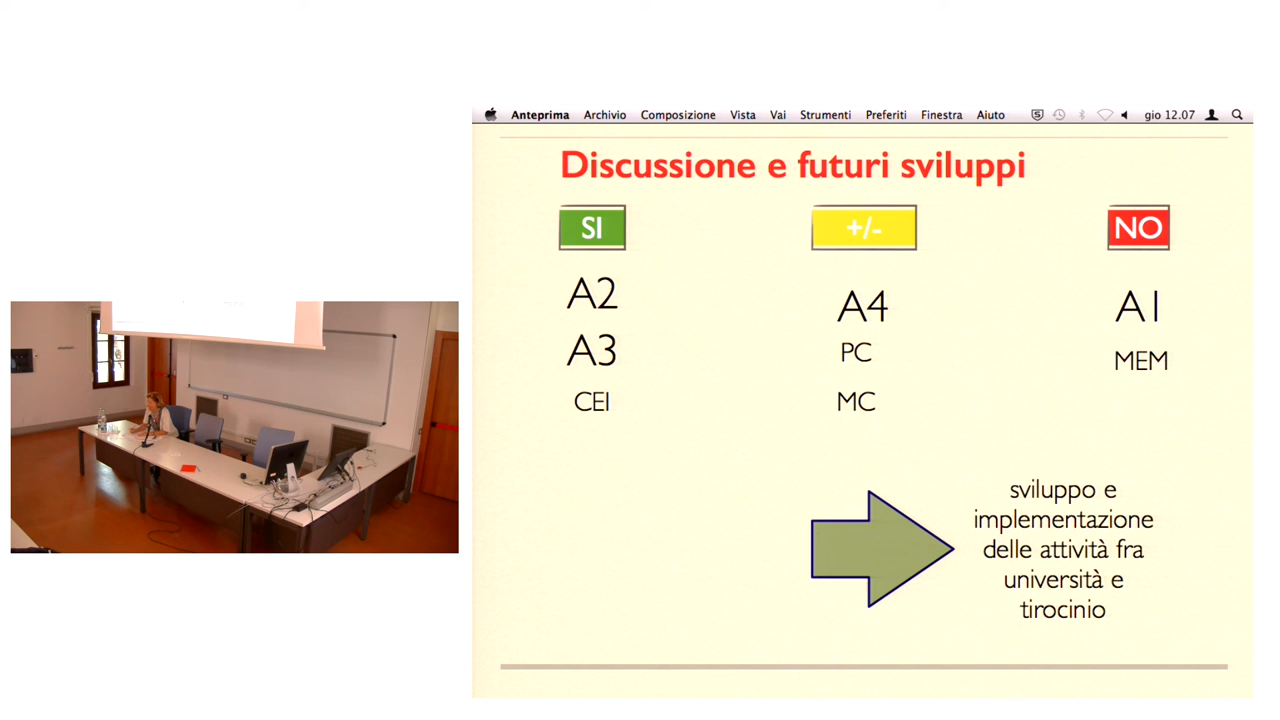 Anteprima Archivio Composizione Vista Vai Strumenti Preferiti Finestra Aiuto gio 12.07
Discussione e futuri sviluppi
SI
A2
A3
CEI
+/-
A4
PC
MC
NO
A1
MEM
sviluppo e
implementazione
delle attività fra
università e
tirocinio